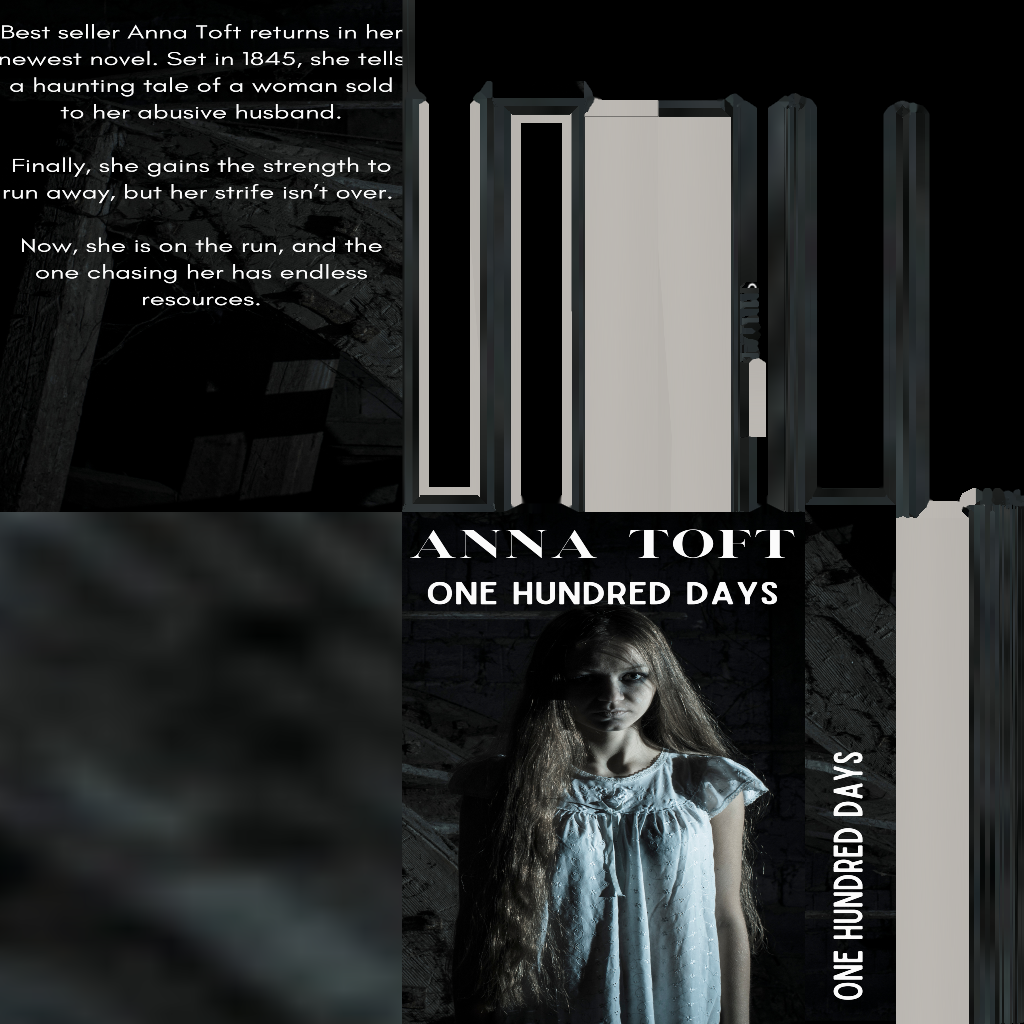 Best seller Anna Toft returns in her
newest novel. Set in 1845, she tells
a haunting tale of a woman sold
to her abusive husband.
Finally, she gains the strength to
run away, but her strife isn’t over.
Now, she is on the run, and the
one chasing her has endless
resources.
ANNA TOFT
ONE HUNDRED DAYS
ONE HUNDRED DAYS